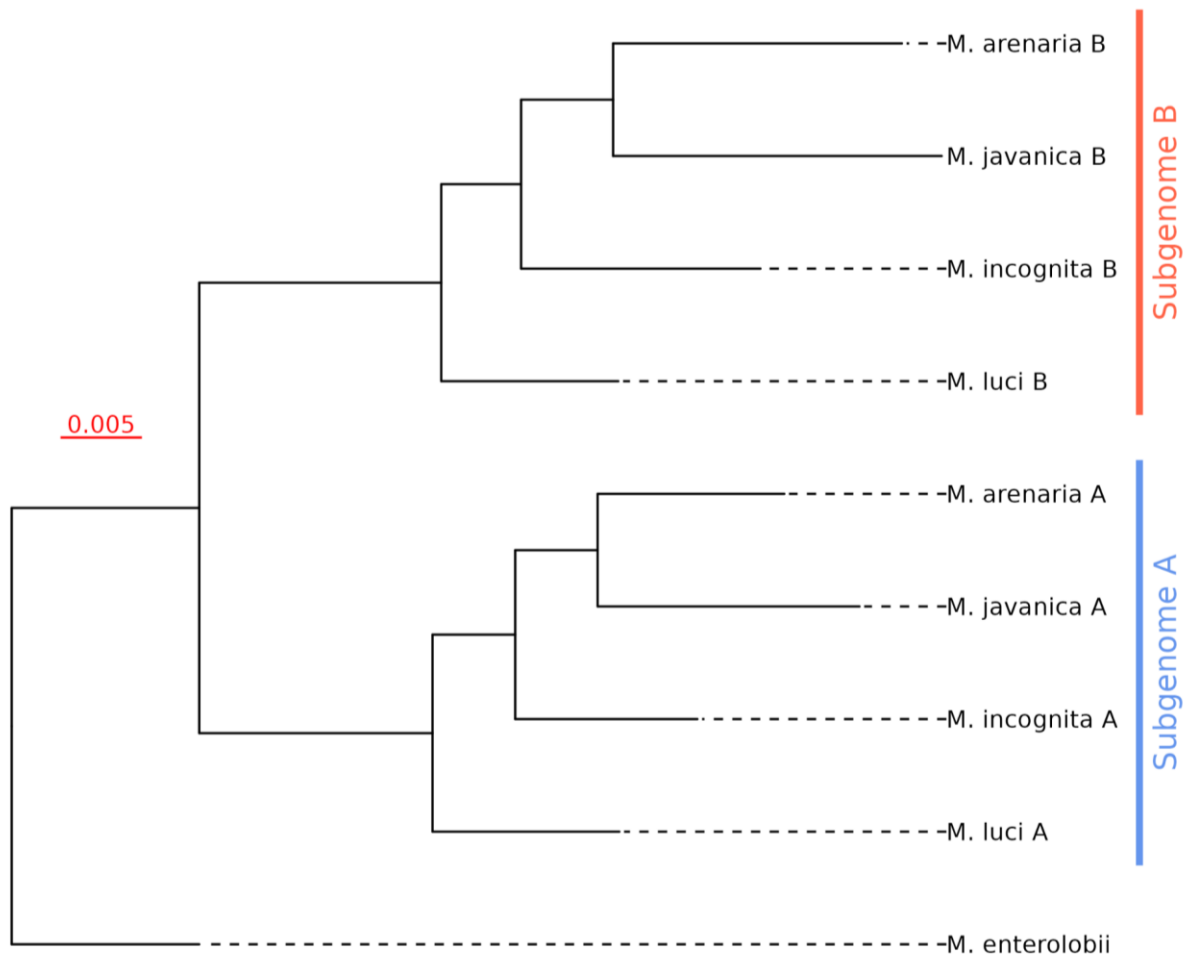 M. arenaria B
M. javanica B
M. incognita B
M. luci B
Subgenome B
0.005
M. arenaria A
M. javanica A
M. incognita A
M. luci A
Subgenome A
M. enterolobii